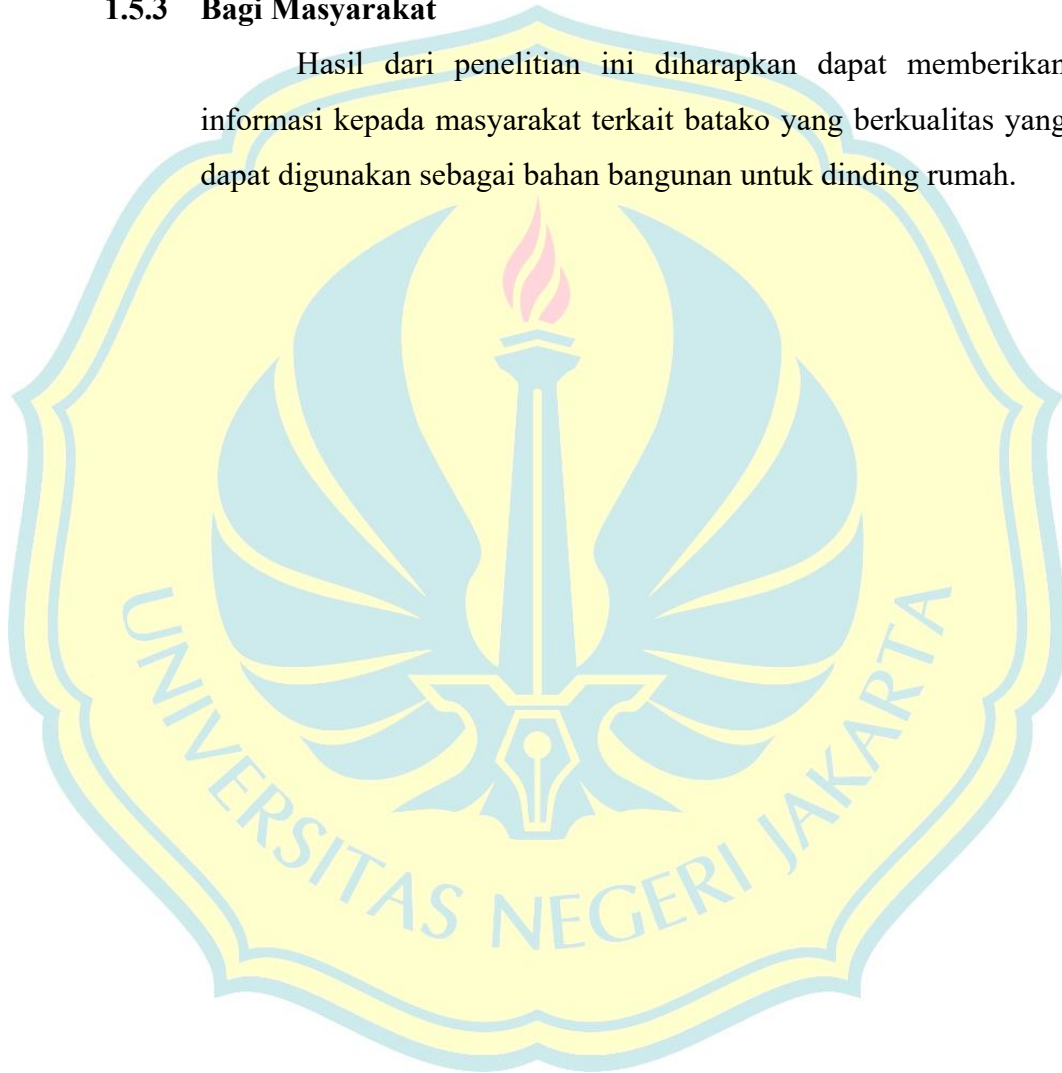 1.5.3 Bagi Masyarakat
Hasil dari penelitian ini diharapkan dapat memberikan
informasi kepada masyarakat terkait batako yang berkualitas yang
dapat digunakan sebagai bahan bangunan untuk dinding rumah.
UNIVERSITAS NEGERI JAKARTA